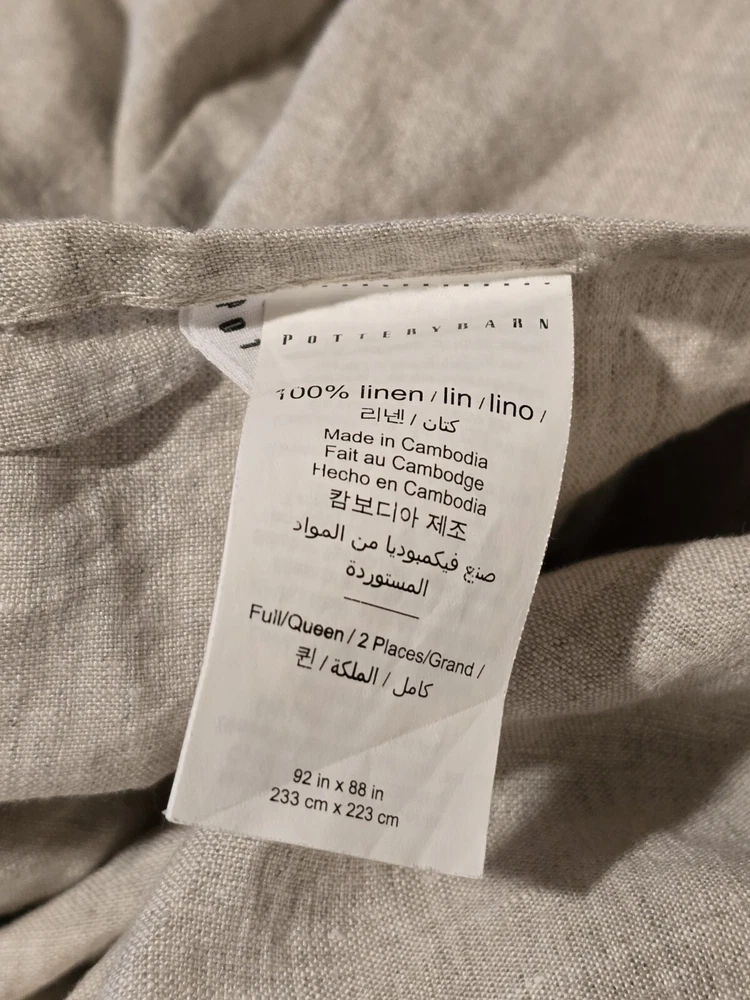 POTTERY BARN
100% linen / lin / lino /
리넨 / كتان
Made in Cambodia
Fait au Cambodge
Hecho en Cambodia
캄보디아 제조
صنع فيكمبوديا من المواد
المستوردة
Full/Queen / 2 Places/Grand /
퀸 / كامل / الملكة
92 in x 88 in
233 cm x 223 cm